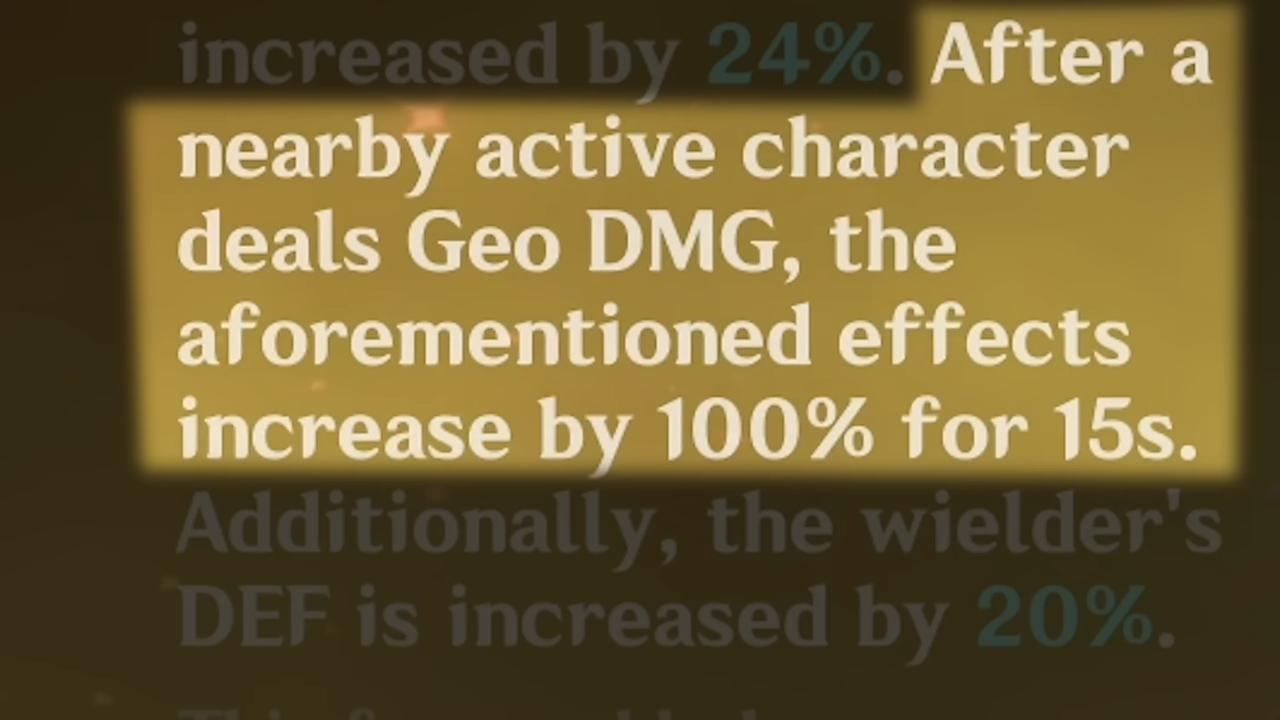 increased by 24%. After a
nearby active character
deals Geo DMG, the
aforementioned effects
increase by 100% for 15s.
Additionally, the wielder's
DEF is increased by 20%.